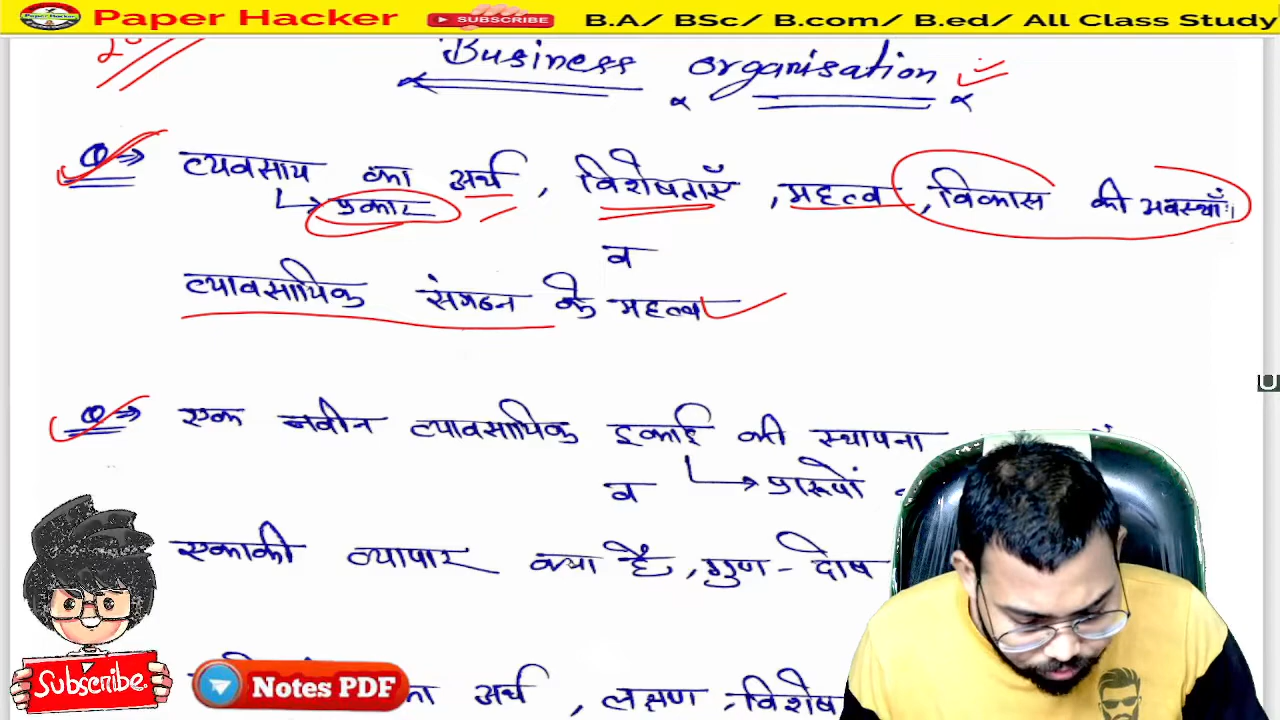 Paper Hacker SUBSCRIBE B.A/ BSc/ B.com/ B.ed/ All Class Study
Business organisation
Q→ व्यवसाय का अर्थ, विशेषताएँ, महत्व, विकास की अवस्थाँ।
प्रकार
व
व्यावसायिक संगठन के महत्व
Q→ एक नवीन व्यावसायिक इकाई की स्थापना
व → प्रारूपों
एकाकी व्यापार क्या है, गुण-दोष
का अर्थ, लक्षण, विशेष
Subscribe.
Notes PDF